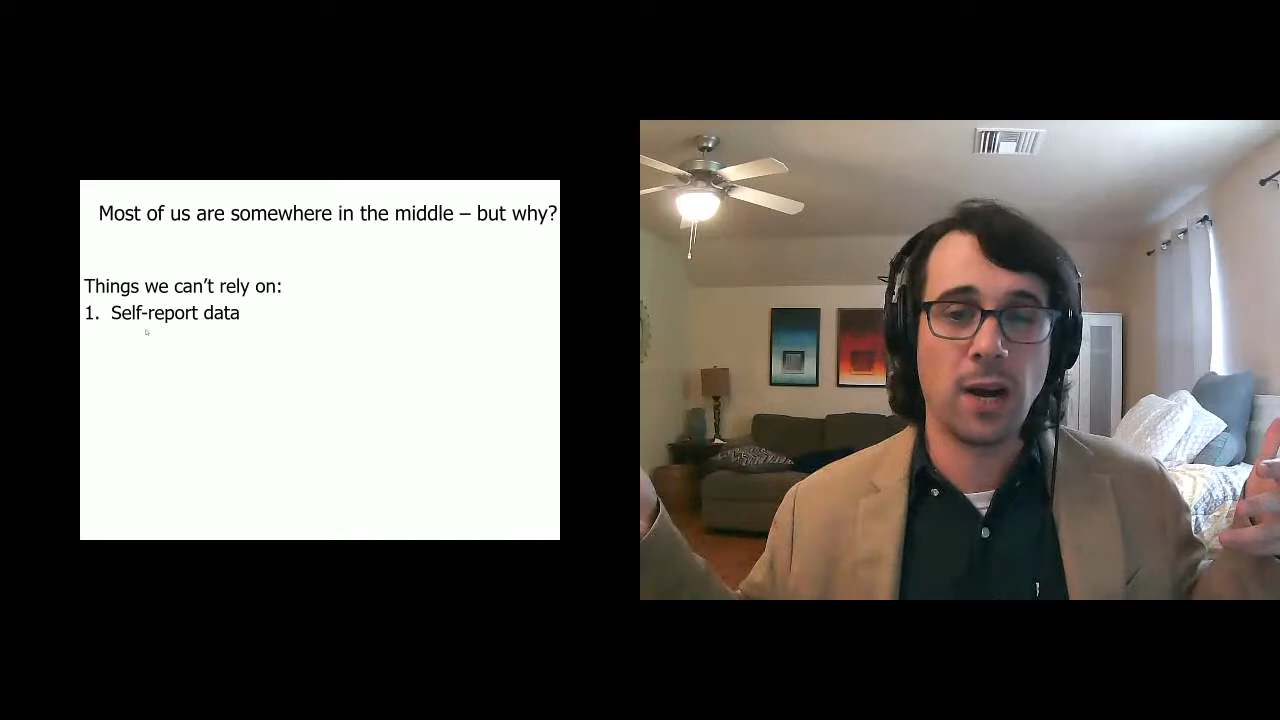 Most of us are somewhere in the middle – but why?
Things we can’t rely on:
1. Self-report data